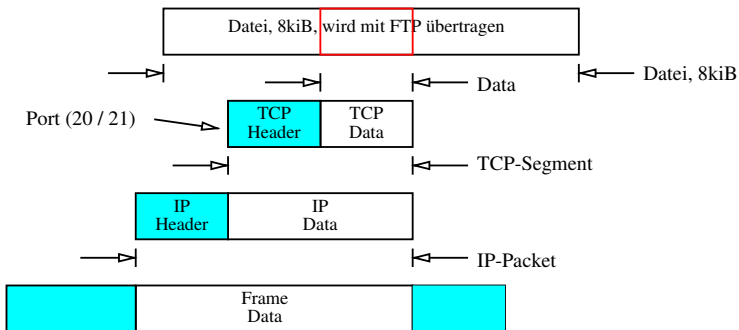 Datei, 8kiB, wird mit FTP übertragen
Datei, 8kiB
Data
Port (20 / 21)
TCP
Header
TCP
Data
TCP-Segment
IP
Header
IP
Data
IP-Packet
Frame
Data